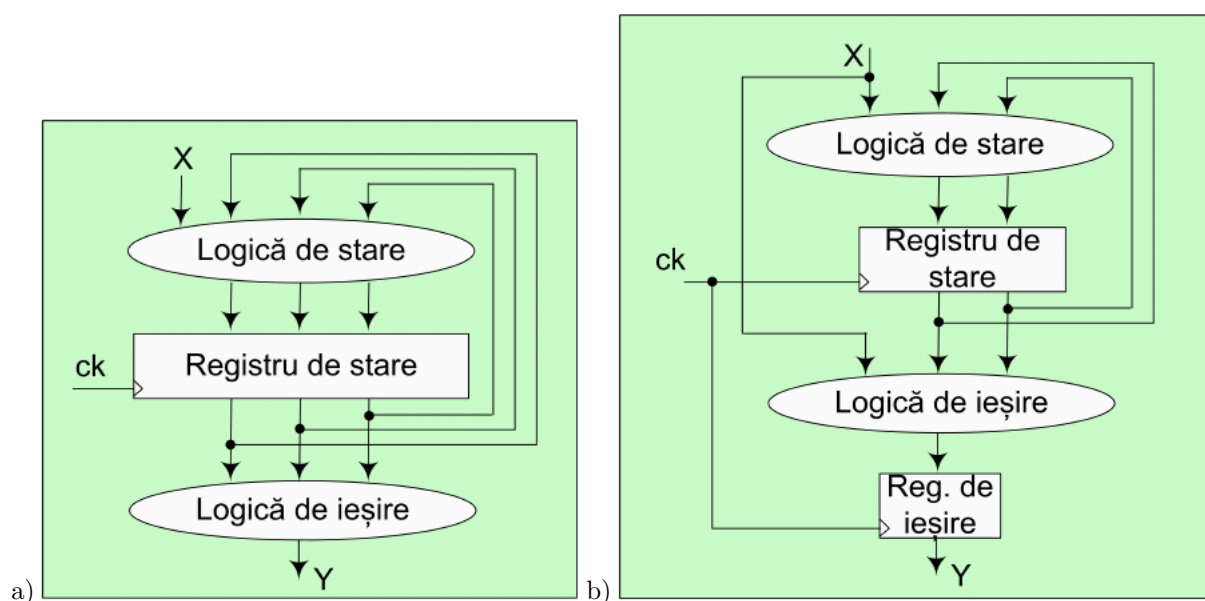 X
Logică de stare
ck
Registru de stare
Logică de ieșire
Y
a)
X
Logică de stare
ck
Registru de
stare
Logică de ieșire
Reg. de
ieșire
Y
b)